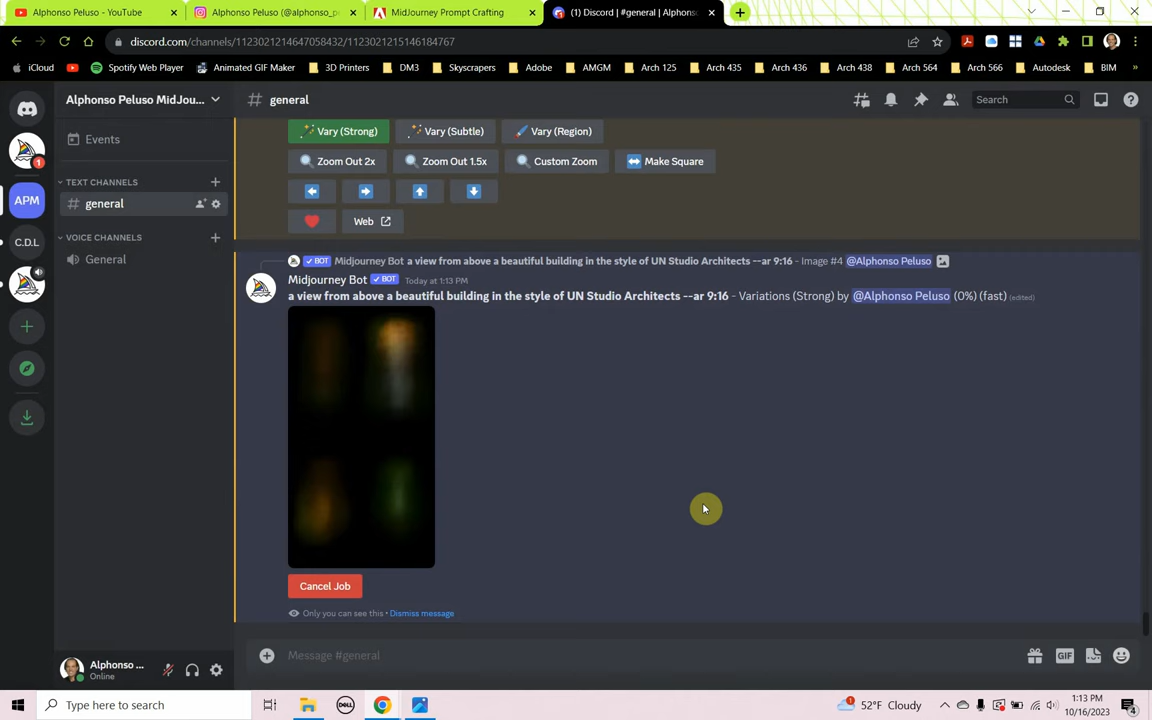 Alphonso Peluso - YouTube
Alphonso Peluso (@alphonso_p
MidJourney Prompt Crafting
(1) Discord | #general | Alphons
discord.com/channels/1123021214647058432/1123021215146184767
iCloud
Spotify Web Player
Animated GIF Maker
3D Printers
DM3
Skyscrapers
Adobe
AMGM
Arch 125
Arch 435
Arch 436
Arch 438
Arch 564
Arch 566
Autodesk
BIM
»
Alphonso Peluso MidJou...
# general
Search
Events
TEXT CHANNELS
# general
VOICE CHANNELS
General
1
APM
C.D.L
Vary (Strong)
Vary (Subtle)
Vary (Region)
Zoom Out 2x
Zoom Out 1.5x
Custom Zoom
Make Square
Web
BOT Midjourney Bot a view from above a beautiful building in the style of UN Studio Architects --ar 9:16 - Image #4 @Alphonso Peluso
Midjourney Bot BOT Today at 1:13 PM
a view from above a beautiful building in the style of UN Studio Architects --ar 9:16 - Variations (Strong) by @Alphonso Peluso (0%) (fast) (edited)
Cancel Job
Only you can see this • Dismiss message
Message #general
GIF
Alphonso ...
Online
Type here to search
DELL
1
52°F Cloudy
1:13 PM
10/16/2023
4